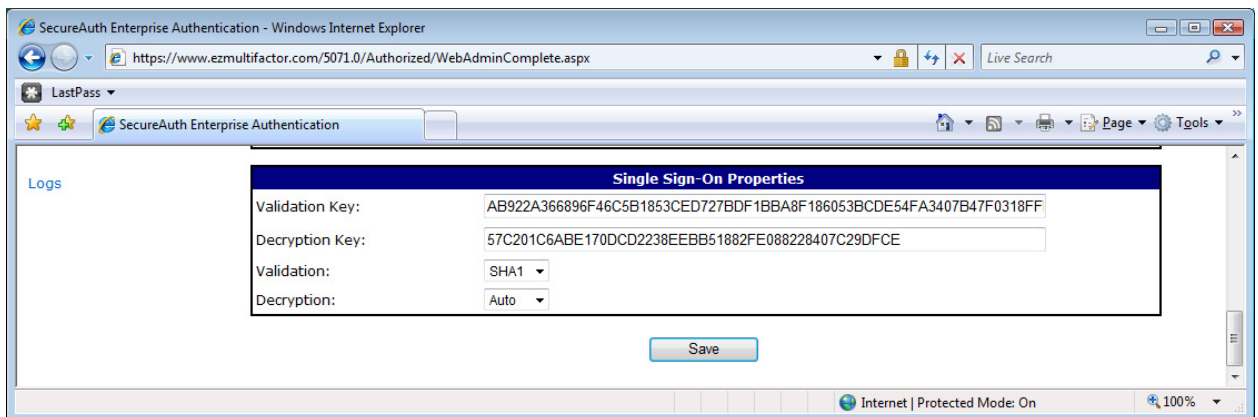 SecureAuth Enterprise Authentication - Windows Internet Explorer
https://www.ezmultifactor.com/5071.0/Authorized/WebAdminComplete.aspx
Live Search
LastPass
SecureAuth Enterprise Authentication
Page
Tools
Logs
Single Sign-On Properties
Validation Key: AB922A366896F46C5B1853CED727BDF1BBA8F186053BCDE54FA3407B47F0318FF
Decryption Key: 57C201C6ABE170DCD2238EEBB51882FE088228407C29DFCE
Validation: SHA1
Decryption: Auto
Save
Internet | Protected Mode: On
100%